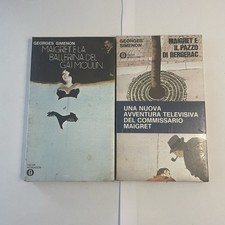 GEORGES SIMENON
MAIGRET E LA
BALLERINA DEL
GAI MOULIN
GEORGES
SIMENON
MAIGRET E
IL PAZZO
DI BERGERAC
UNA NUOVA
AVVENTURA TELEVISIVA
DEL COMMISSARIO
MAIGRET